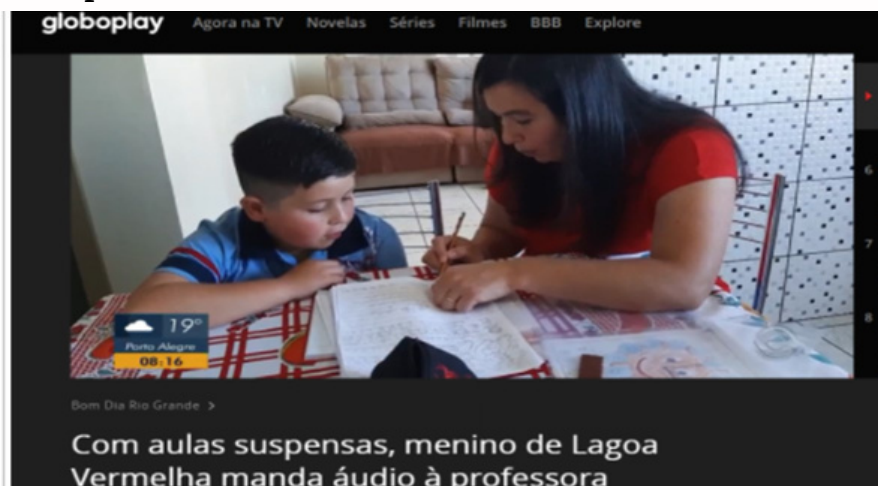 globoplay Agora na TV Novelas Séries Filmes BBB Explore
6
7
8
19°
Porto Alegre
08:16
Bom Dia Rio Grande >
Com aulas suspensas, menino de Lagoa
Vermelha manda áudio à professora